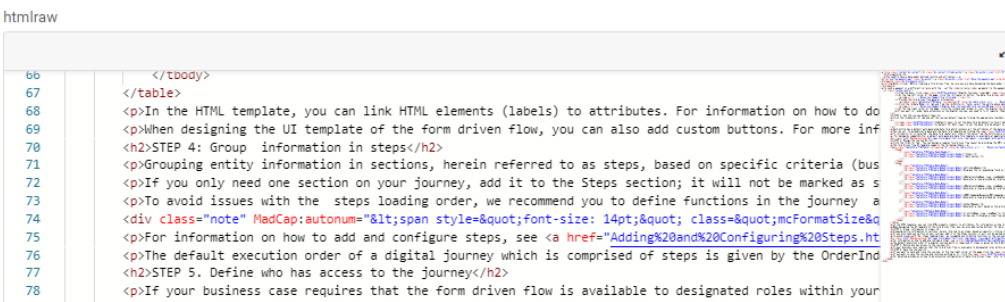 htmlraw
66 </tbody>
67 </table>
68 <p>In the HTML template, you can link HTML elements (labels) to attributes. For information on how to do
69 <p>When designing the UI template of the form driven flow, you can also add custom buttons. For more inf
70 <h2>STEP 4: Group  information in steps</h2>
71 <p>Grouping entity information in sections, herein referred to as steps, based on specific criteria (bus
72 <p>If you only need one section on your journey, add it in the Steps section; it will not be marked as s
73 <p>To avoid issues with the  steps loading order, we recommend you to define functions in the journey  a
74 <div class="note" MadCap:autonum="&lt;span style=&quot;font-size: 14pt;&quot; class=&quot;mcFormatSize&q
75 <p>For information on how to add and configure steps, see <a href="Adding%20and%20Configuring%20Steps.ht
76 <p>The default execution order of a digital journey which is comprised of steps is given by the OrderInd
77 <h2>STEP 5. Define who has access to the journey</h2>
78 <p>If your business case requires that the form driven flow is available to designated roles within your